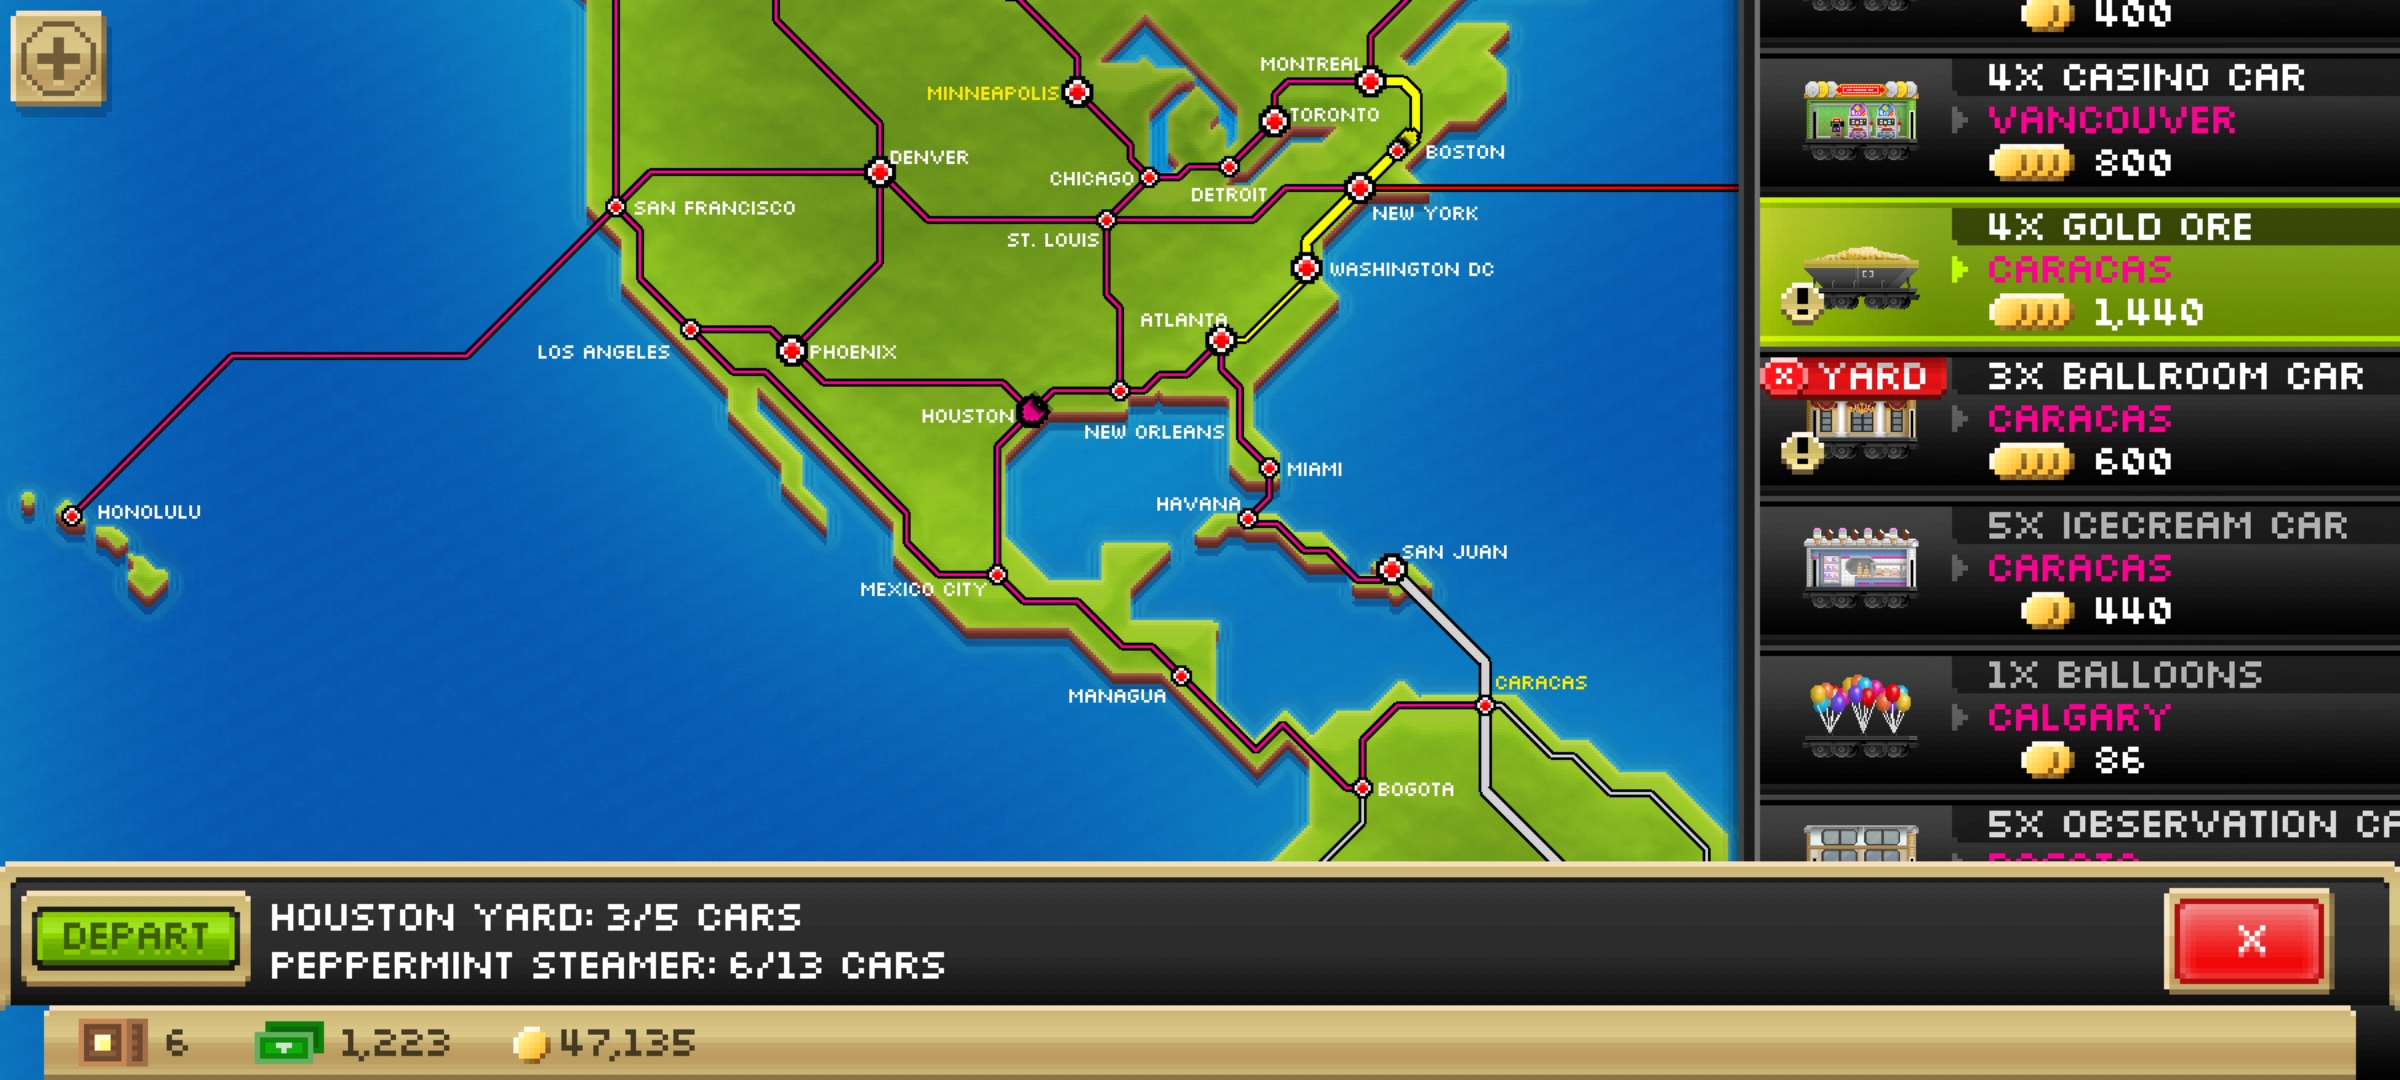 400
4X CASINO CAR
VANCOUVER
800
4X GOLD ORE
CARACAS
1,440
YARD
3X BALLROOM CAR
CARACAS
600
5X ICECREAM CAR
CARACAS
440
1X BALLOONS
CALGARY
86
5X OBSERVATION CA
MONTREAL
MINNEAPOLIS
TORONTO
BOSTON
DENVER
CHICAGO
DETROIT
SAN FRANCISCO
NEW YORK
ST. LOUIS
WASHINGTON DC
ATLANTA
LOS ANGELES
PHOENIX
HOUSTON
NEW ORLEANS
MIAMI
HAVANA
HONOLULU
SAN JUAN
MEXICO CITY
CARACAS
MANAGUA
BOGOTA
DEPART
HOUSTON YARD: 3/5 CARS
PEPPERMINT STEAMER: 6/13 CARS
X
6
1,223
47,135